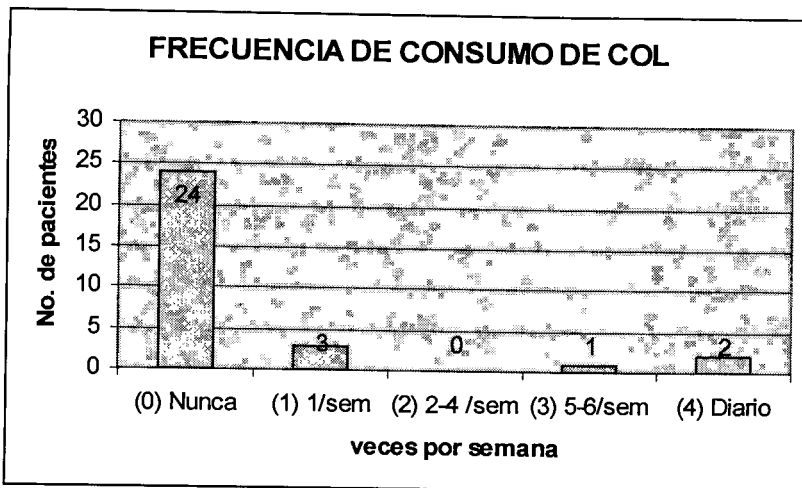 FRECUENCIA DE CONSUMO DE COL
No. de pacientes
30
25
20
15
10
5
0
24
3
0
1
2
(0) Nunca
(1) 1/sem
(2) 2-4 /sem
(3) 5-6/sem
(4) Diario
veces por semana